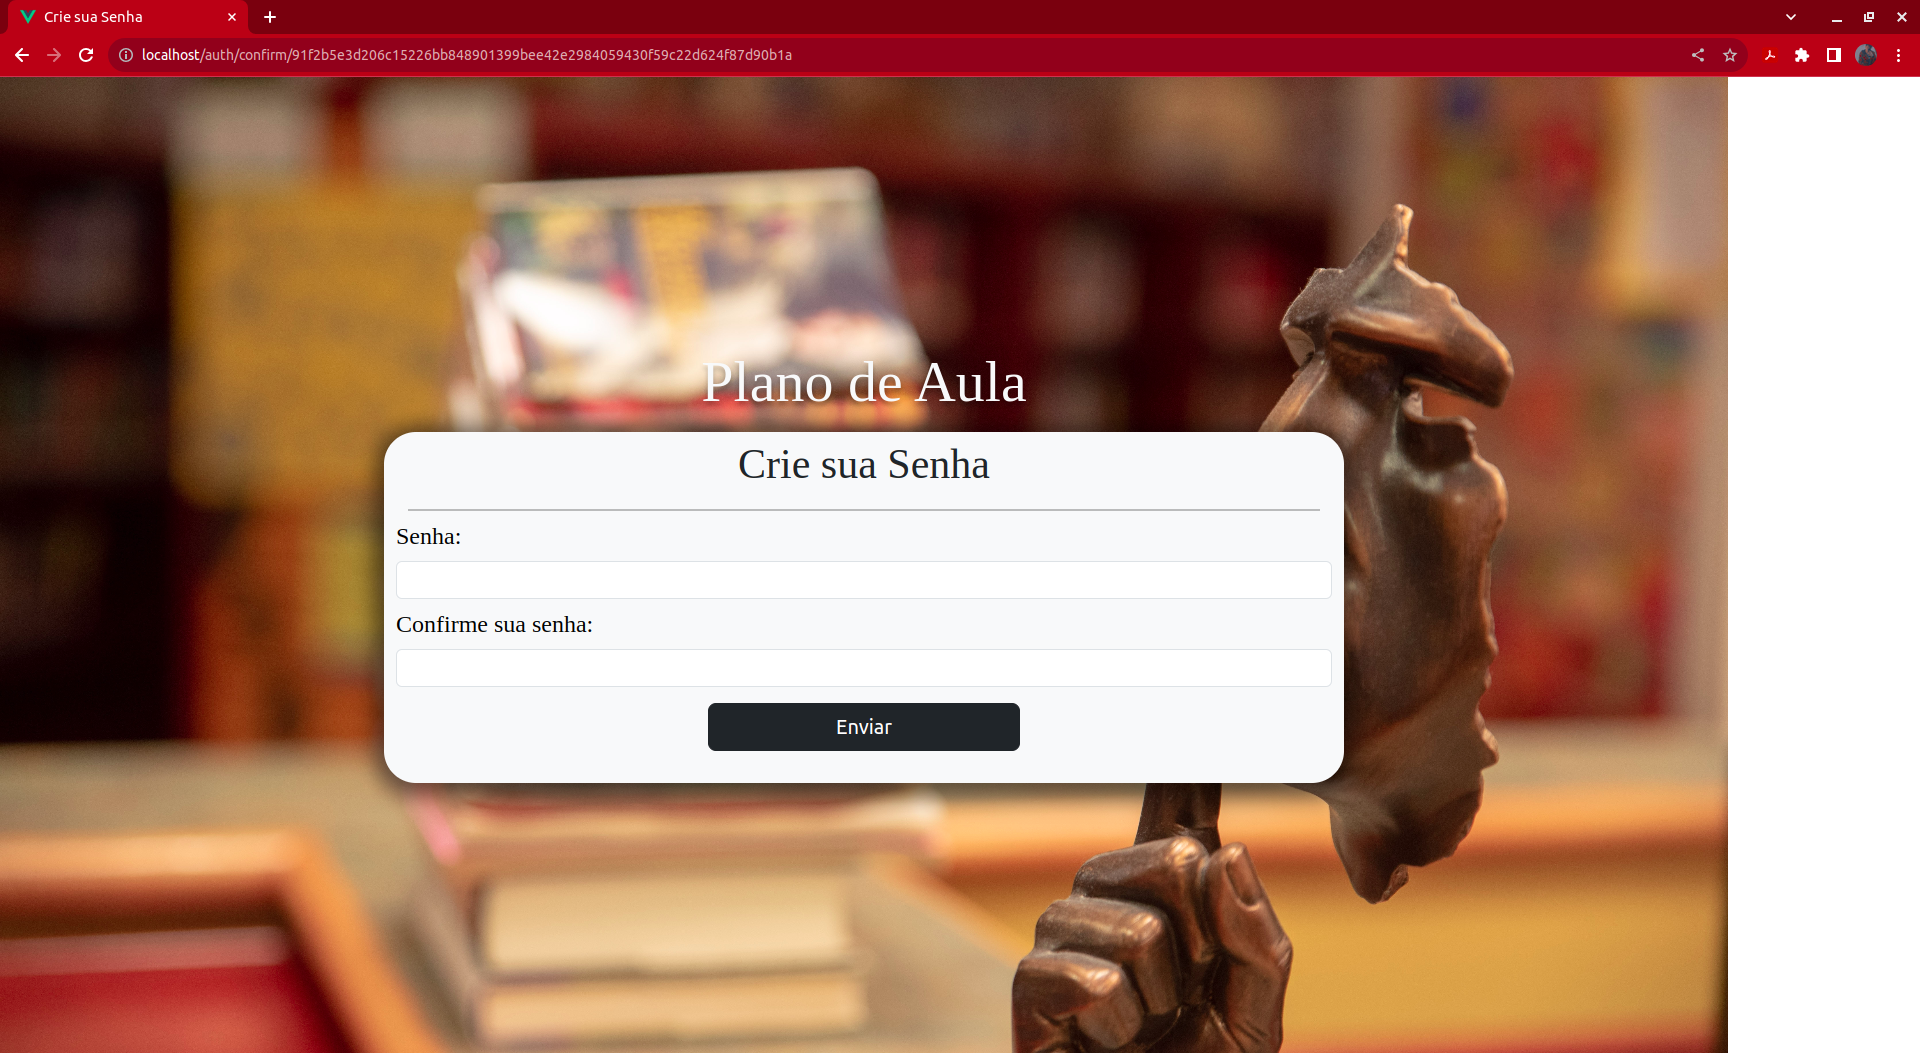 Crie sua Senha
localhost/auth/confirm/91f2b5e3d206c15226bb848901399bee42e2984059430f59c22d624f87d90b1a
Plano de Aula
Crie sua Senha
Senha:
Confirme sua senha:
Enviar